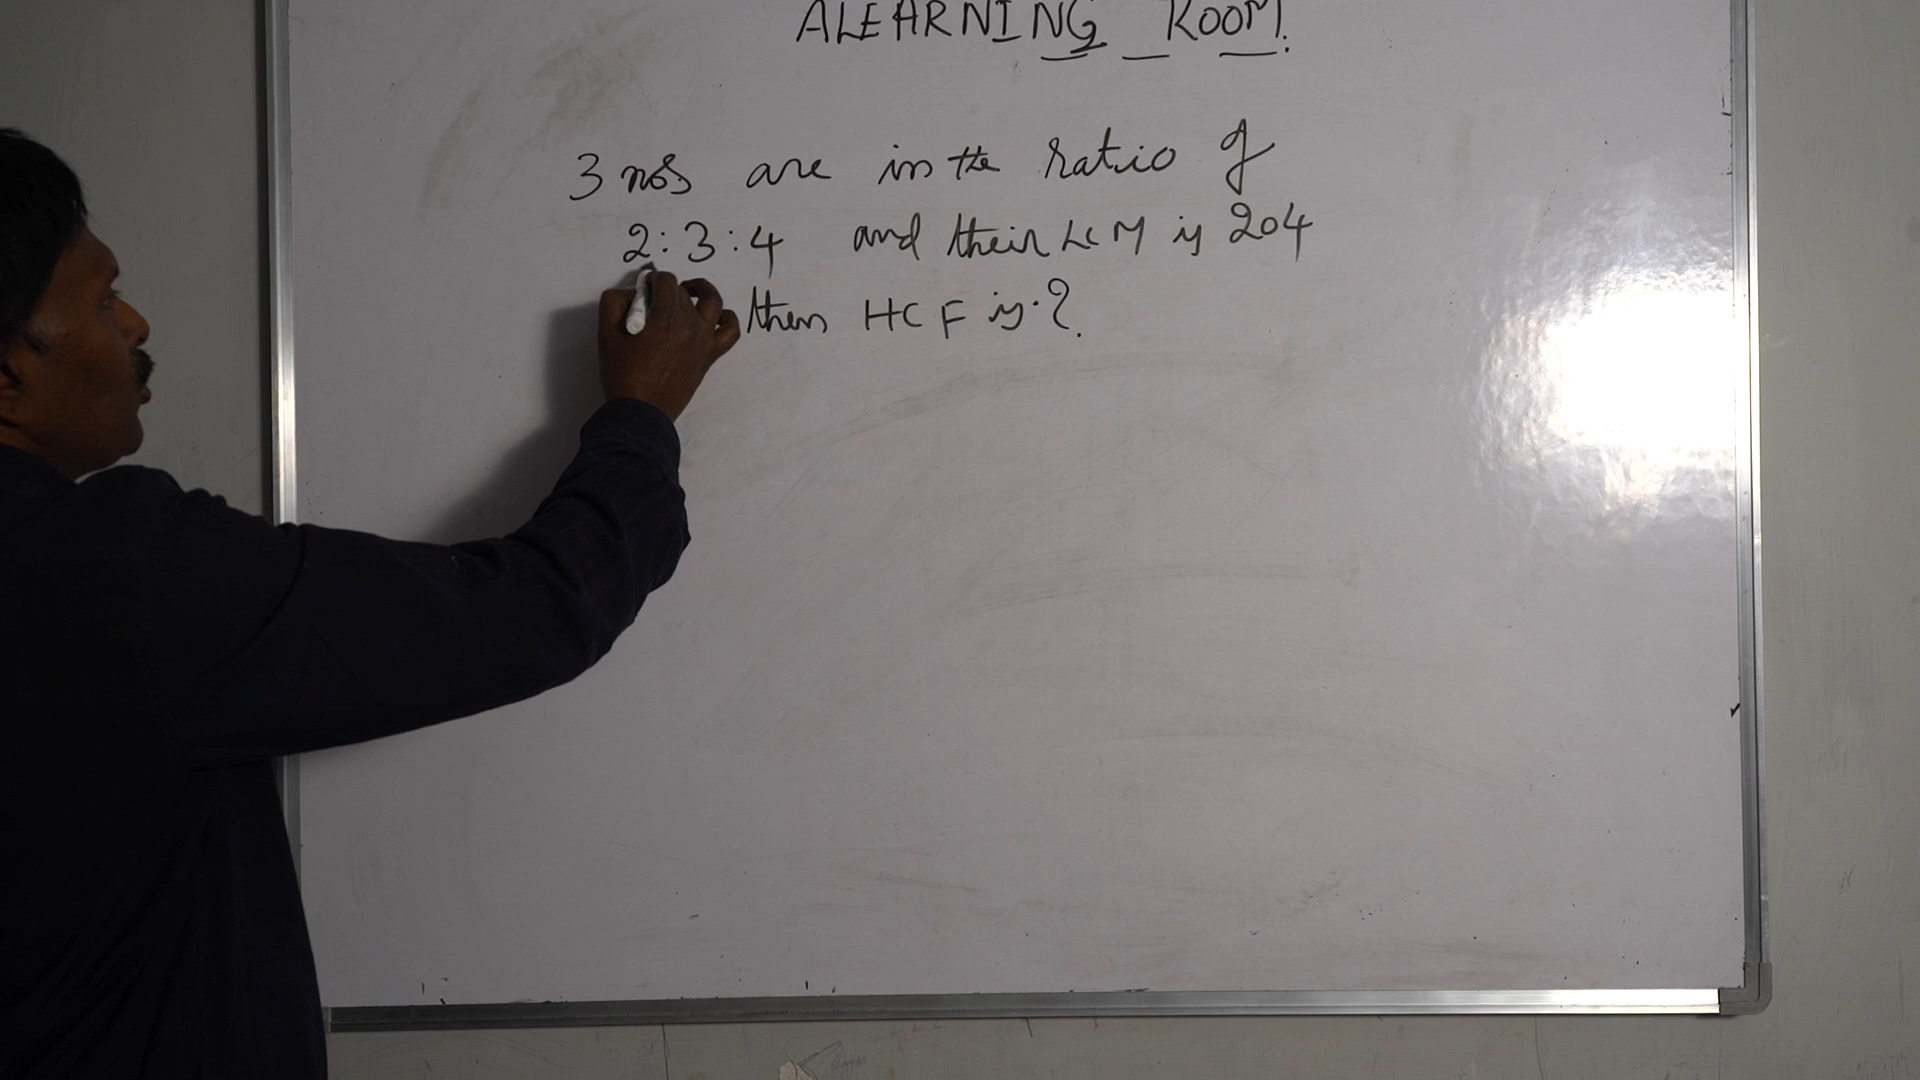 ALEARNING ROOM.
3 nos are in the ratio of
2:3:4 and their LCM is 204
then HCF is.?